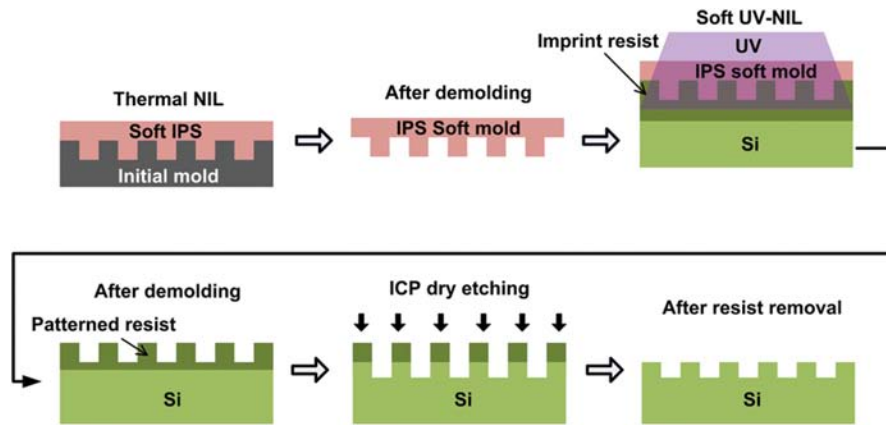 Thermal NIL
Soft IPS
Initial mold
After demolding
IPS Soft mold
Soft UV-NIL
UV
Imprint resist
IPS soft mold
Si
After demolding
Patterned resist
Si
ICP dry etching
Si
After resist removal
Si